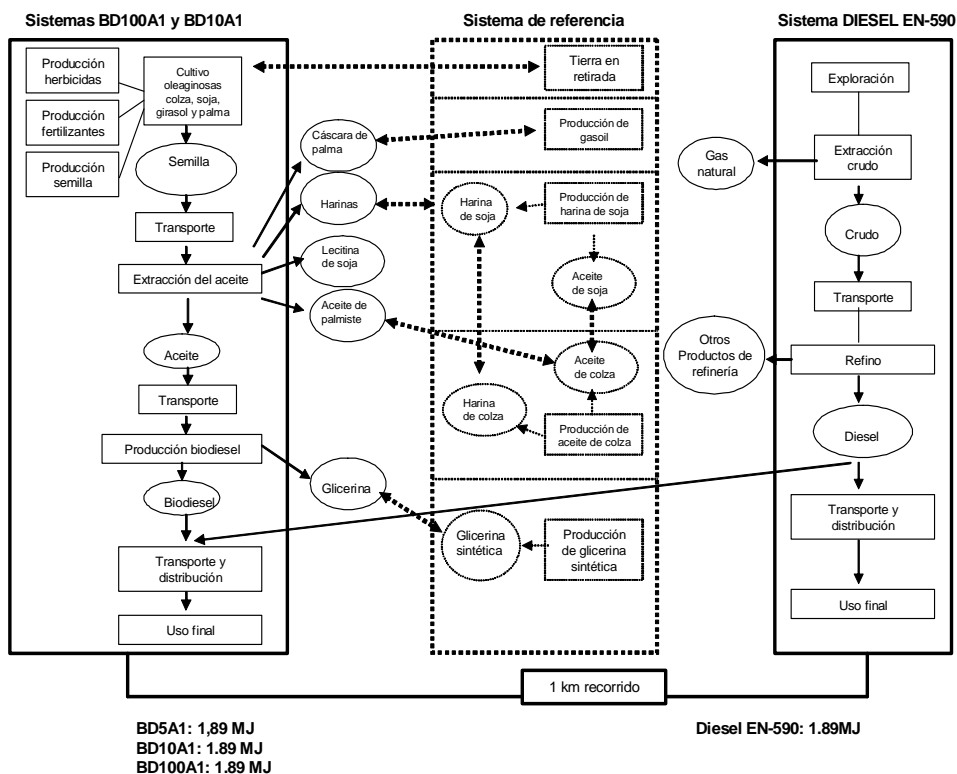 Sistemas BD100A1 y BD10A1
Producción
herbicidas
Producción
fertilizantes
Producción
semilla
Cultivo
oleaginosas
colza, soja,
girasol y palma
Semilla
Transporte
Extracción del aceite
Aceite
Transporte
Producción biodiesel
Biodiesel
Transporte y
distribución
Uso final
Cáscara de
palma
Harinas
Lecitina
de soja
Aceite de
palmiste
Glicerina
Sistema de referencia
Tierra en
retirada
Producción de
gasoil
Harina
de soja
Producción de
harina de soja
Aceite
de soja
Aceite
de colza
Harina
de colza
Producción de
aceite de colza
Glicerina
sintética
Producción
de glicerina
sintética
Sistema DIESEL EN-590
Exploración
Extracción
crudo
Gas
natural
Crudo
Transporte
Otros
Productos de
refinería
Refino
Diesel
Transporte y
distribución
Uso final
1 km recorrido
BD5A1: 1,89 MJ
BD10A1: 1.89 MJ
BD100A1: 1.89 MJ
Diesel EN-590: 1.89MJ